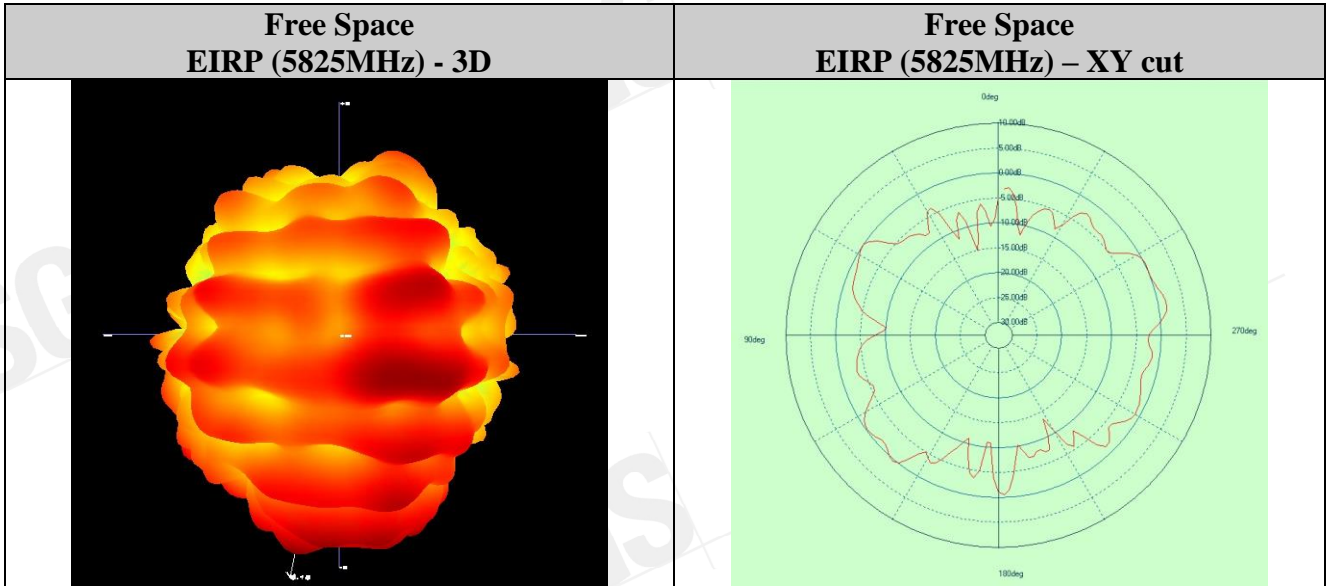 Free Space
EIRP (5825MHz) - 3D
Free Space
EIRP (5825MHz) – XY cut
0deg
10.00dB
5.00dB
0.00dB
-5.00dB
-10.00dB
-15.00dB
-20.00dB
-25.00dB
-30.00dB
90deg
270deg
180deg